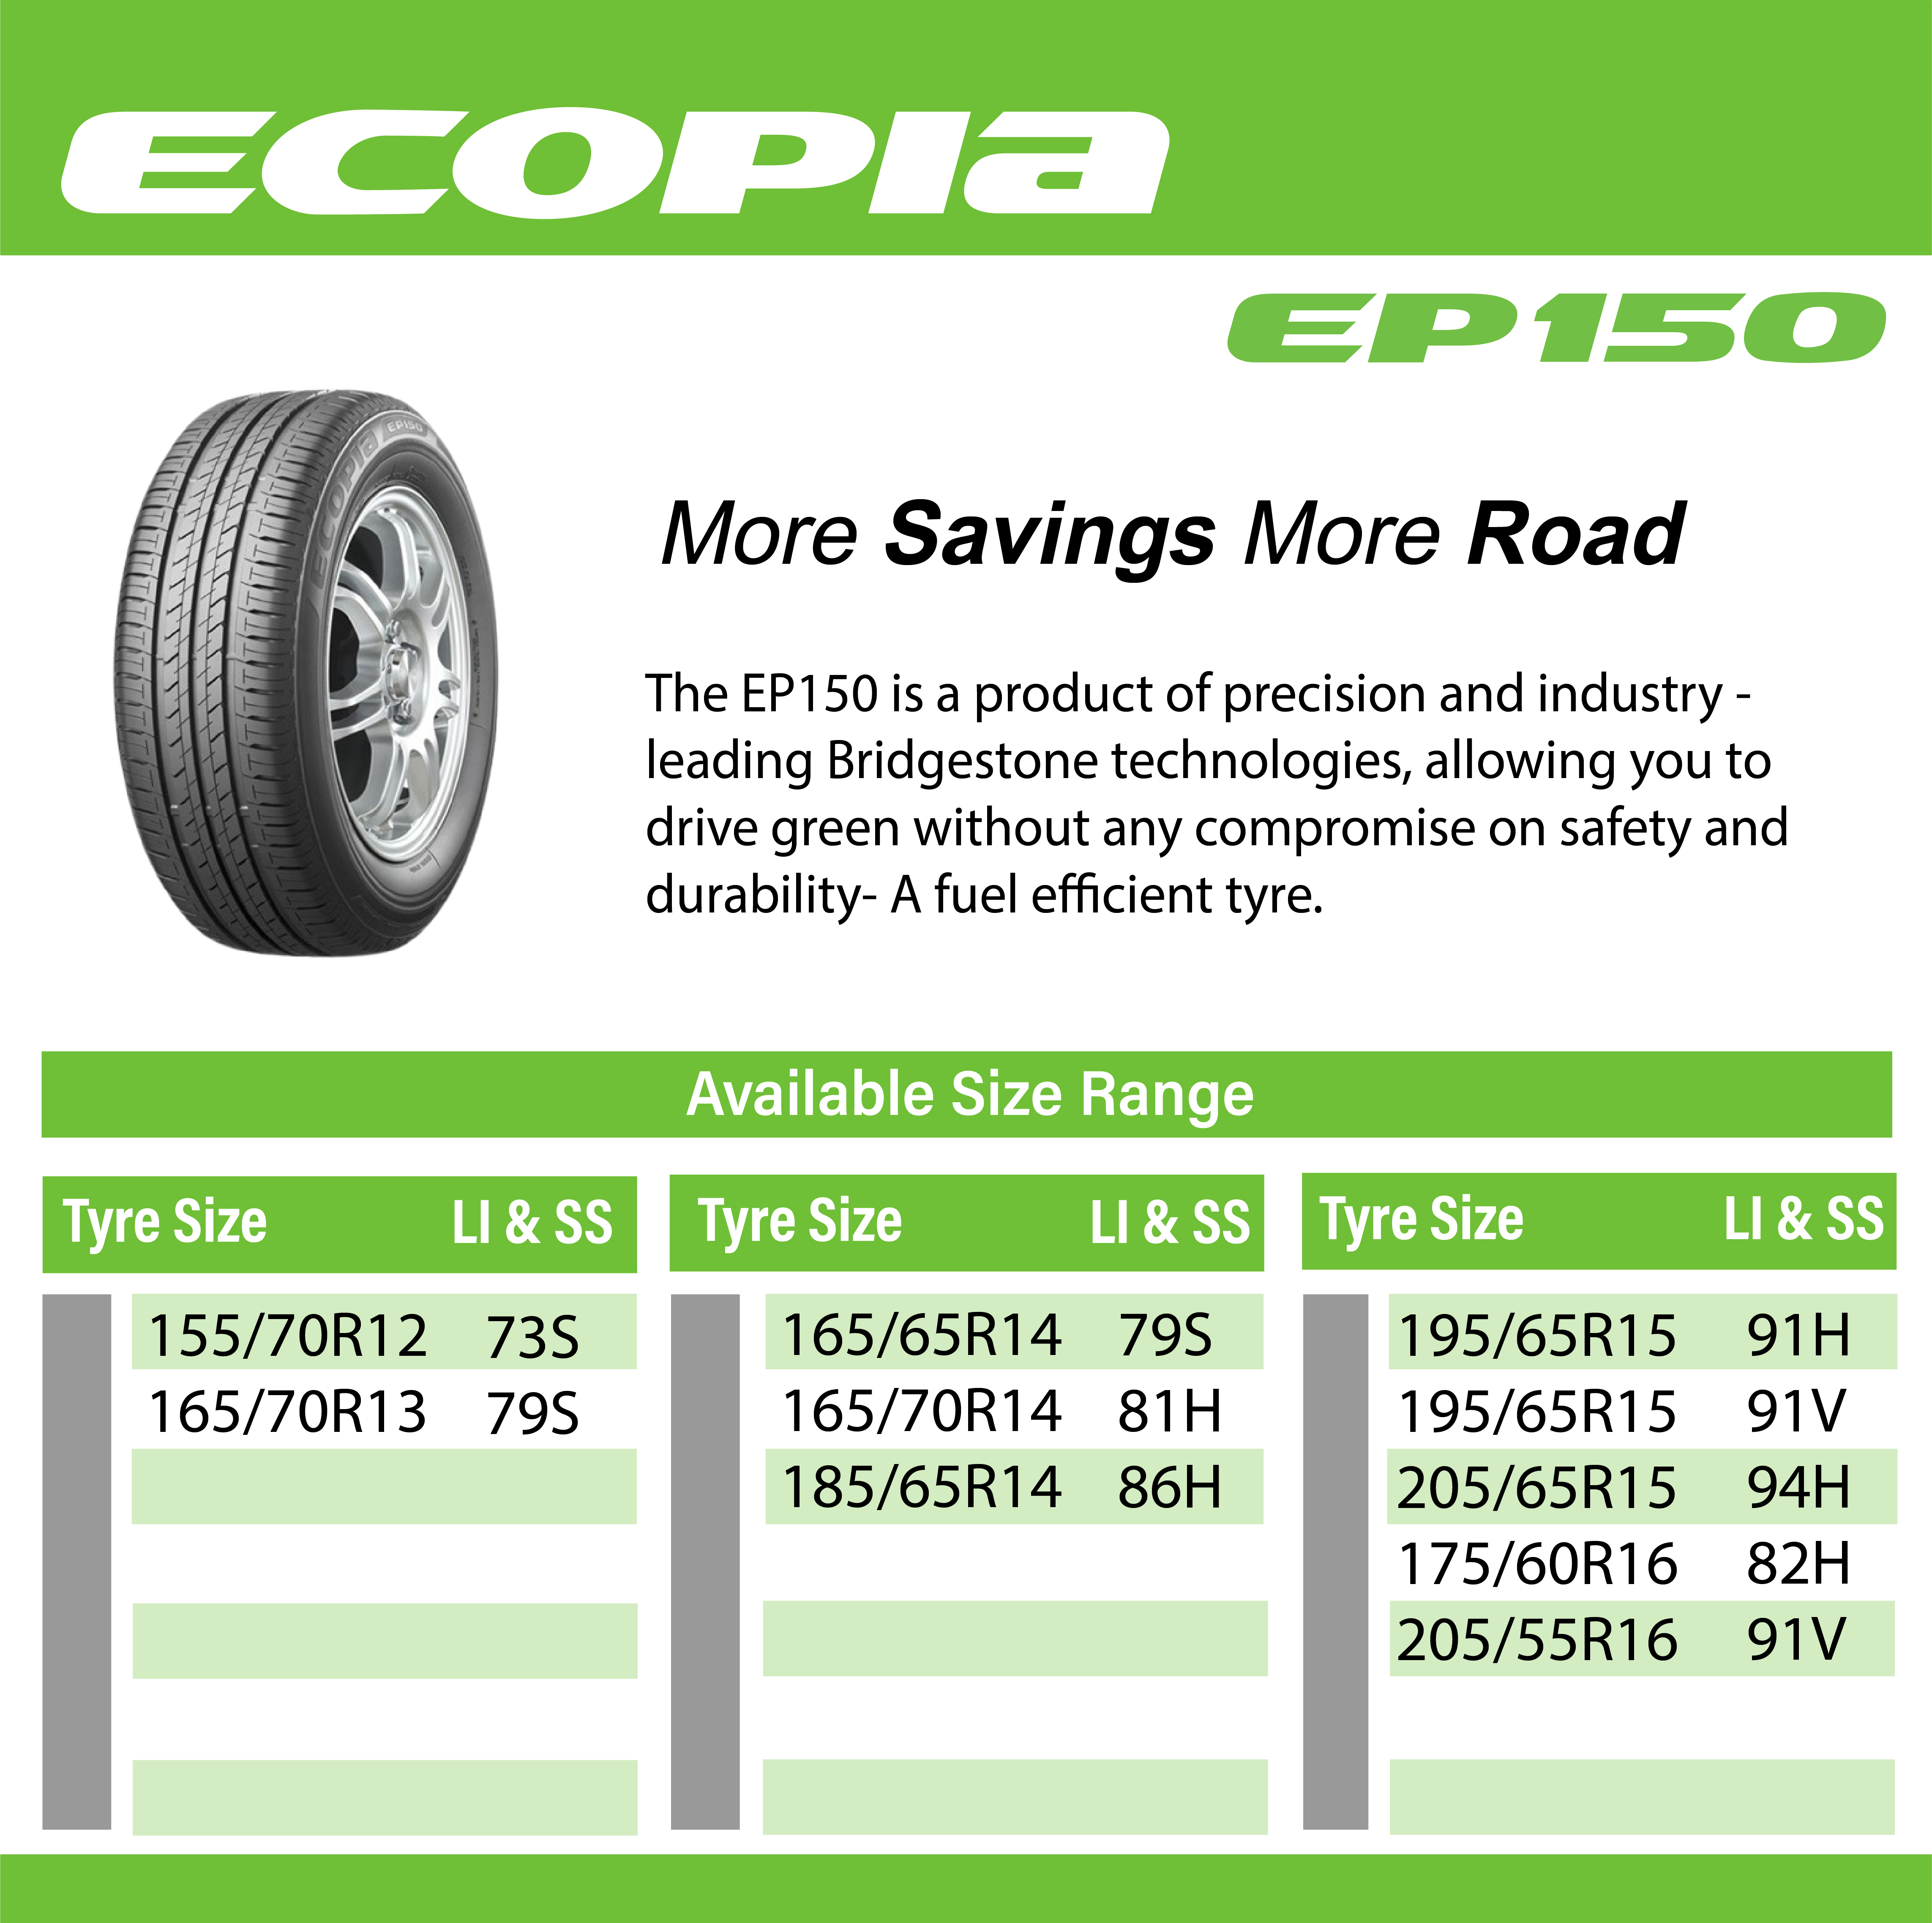 ECOPIa
EP150
ECOPIa EP150
More Savings More Road
The EP150 is a product of precision and industry -
leading Bridgestone technologies, allowing you to
drive green without any compromise on safety and
durability- A fuel efficient tyre.
Available Size Range
Tyre Size LI & SS
155/70R12 73S
165/70R13 79S
Tyre Size LI & SS
165/65R14 79S
165/70R14 81H
185/65R14 86H
Tyre Size LI & SS
195/65R15 91H
195/65R15 91V
205/65R15 94H
175/60R16 82H
205/55R16 91V